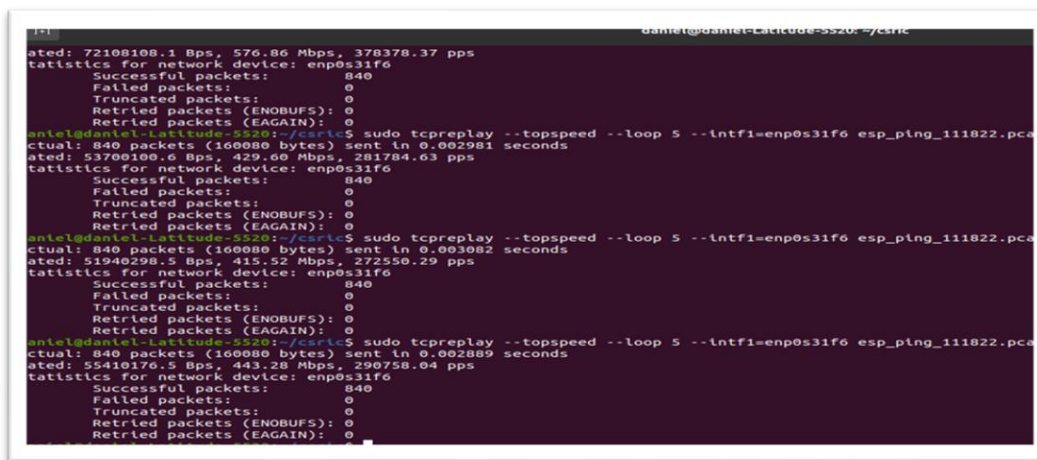 daniel@daniel-Latitude-5520: ~/csric
ated: 72108108.1 Bps, 576.86 Mbps, 378378.37 pps
tatistics for network device: enp0s31f6
Successful packets: 840
Failed packets: 0
Truncated packets: 0
Retried packets (ENOBUFS): 0
Retried packets (EAGAIN): 0
aniel@daniel-Latitude-5520:~/csric$ sudo tcpreplay --topspeed --loop 5 --intf1=enp0s31f6 esp_ping_111822.pca
ctual: 840 packets (160080 bytes) sent in 0.002981 seconds
ated: 53700100.6 Bps, 429.60 Mbps, 281784.63 pps
tatistics for network device: enp0s31f6
Successful packets: 840
Failed packets: 0
Truncated packets: 0
Retried packets (ENOBUFS): 0
Retried packets (EAGAIN): 0
aniel@daniel-Latitude-5520:~/csric$ sudo tcpreplay --topspeed --loop 5 --intf1=enp0s31f6 esp_ping_111822.pca
ctual: 840 packets (160080 bytes) sent in 0.003082 seconds
ated: 51940298.5 Bps, 415.52 Mbps, 272550.29 pps
tatistics for network device: enp0s31f6
Successful packets: 840
Failed packets: 0
Truncated packets: 0
Retried packets (ENOBUFS): 0
Retried packets (EAGAIN): 0
aniel@daniel-Latitude-5520:~/csric$ sudo tcpreplay --topspeed --loop 5 --intf1=enp0s31f6 esp_ping_111822.pca
ctual: 840 packets (160080 bytes) sent in 0.002889 seconds
ated: 55410176.5 Bps, 443.28 Mbps, 290758.04 pps
tatistics for network device: enp0s31f6
Successful packets: 840
Failed packets: 0
Truncated packets: 0
Retried packets (ENOBUFS): 0
Retried packets (EAGAIN): 0